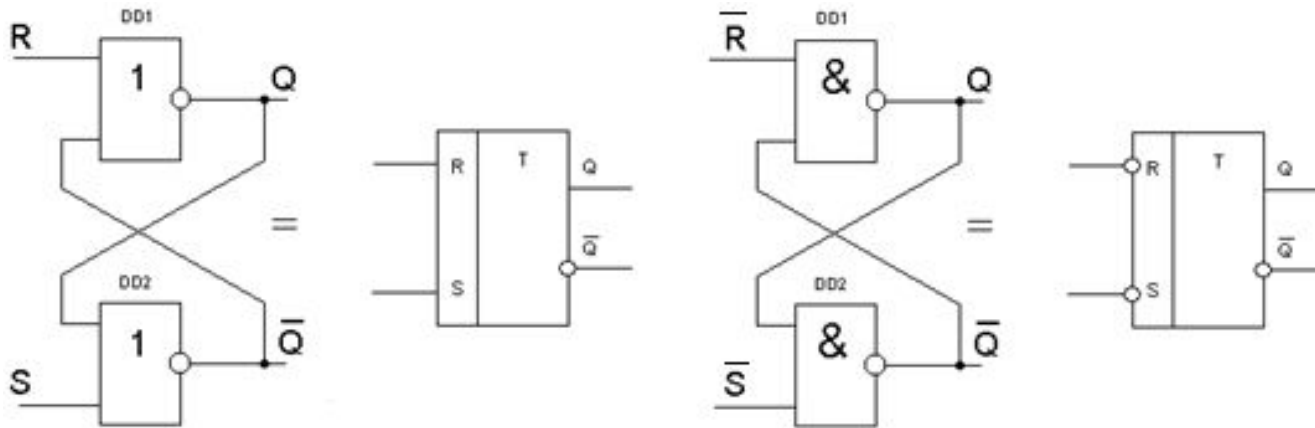 DD1
R
1
Q
T
R
Q
=
S
Q̅
DD2
1
Q̅
S
DD1
R̅
&
Q
T
R
Q
=
S
Q̅
DD2
&
Q̅
S̅